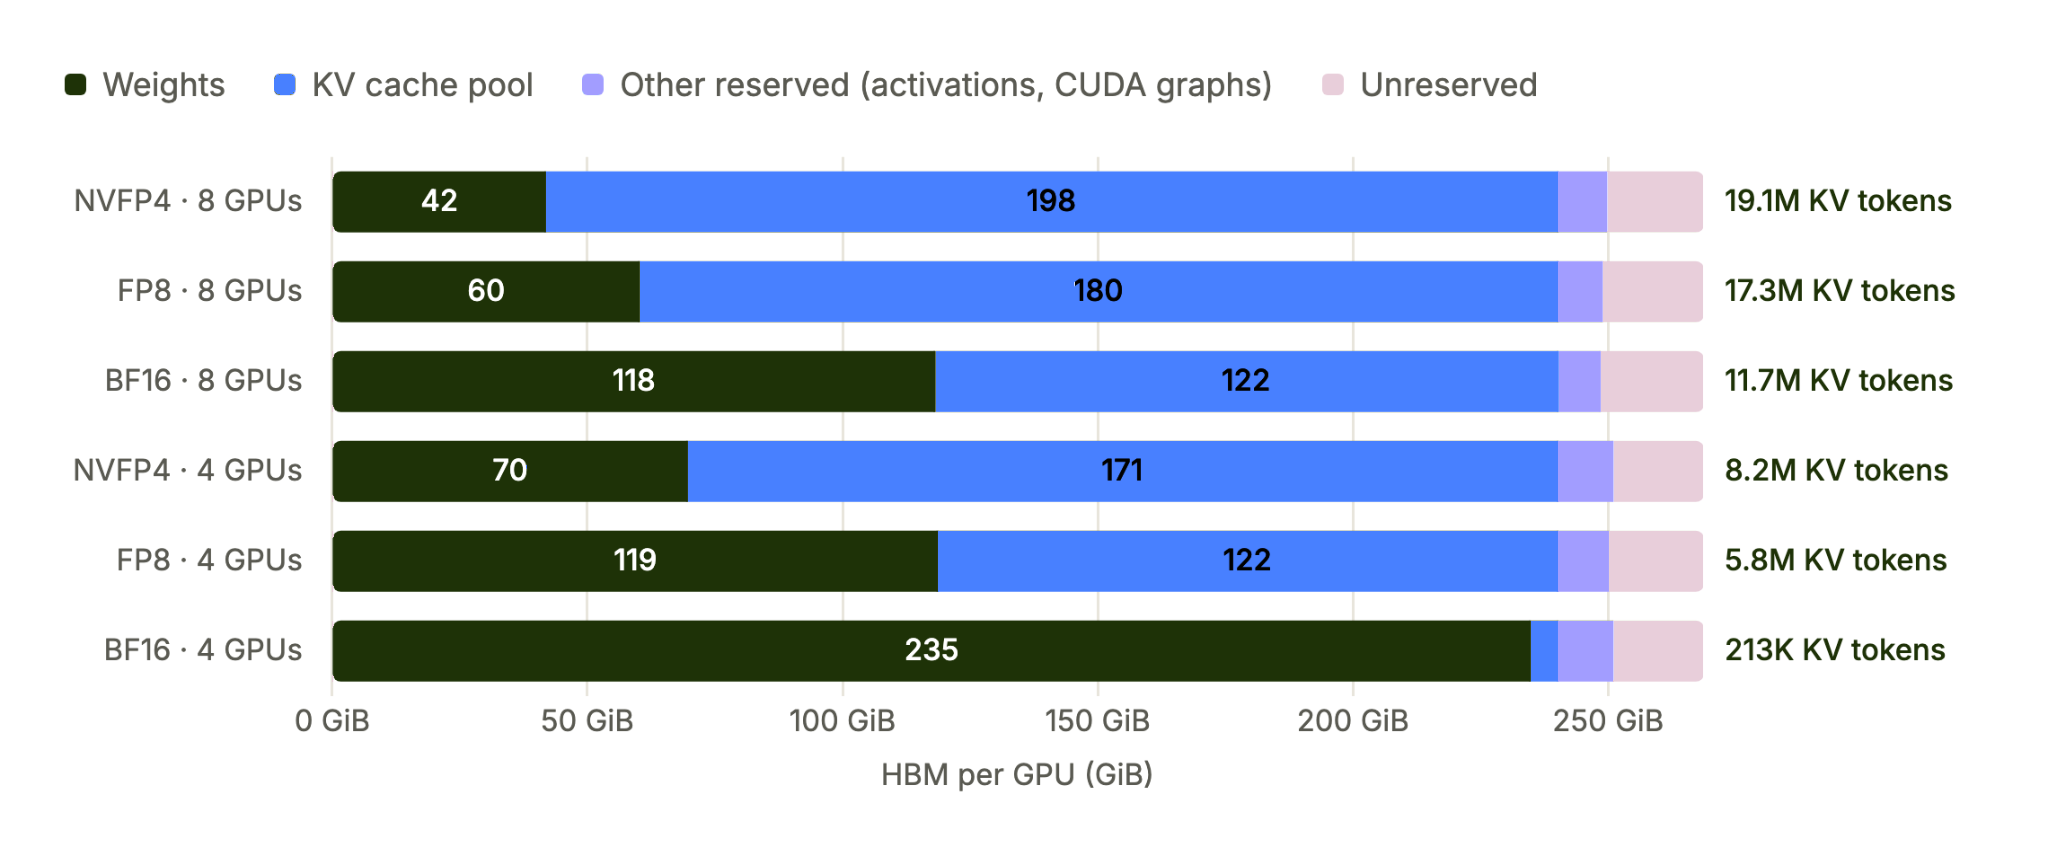 Weights KV cache pool Other reserved (activations, CUDA graphs) Unreserved
NVFP4 · 8 GPUs 42 198 19.1M KV tokens
FP8 · 8 GPUs 60 180 17.3M KV tokens
BF16 · 8 GPUs 118 122 11.7M KV tokens
NVFP4 · 4 GPUs 70 171 8.2M KV tokens
FP8 · 4 GPUs 119 122 5.8M KV tokens
BF16 · 4 GPUs 235 213K KV tokens
0 GiB 50 GiB 100 GiB 150 GiB 200 GiB 250 GiB
HBM per GPU (GiB)